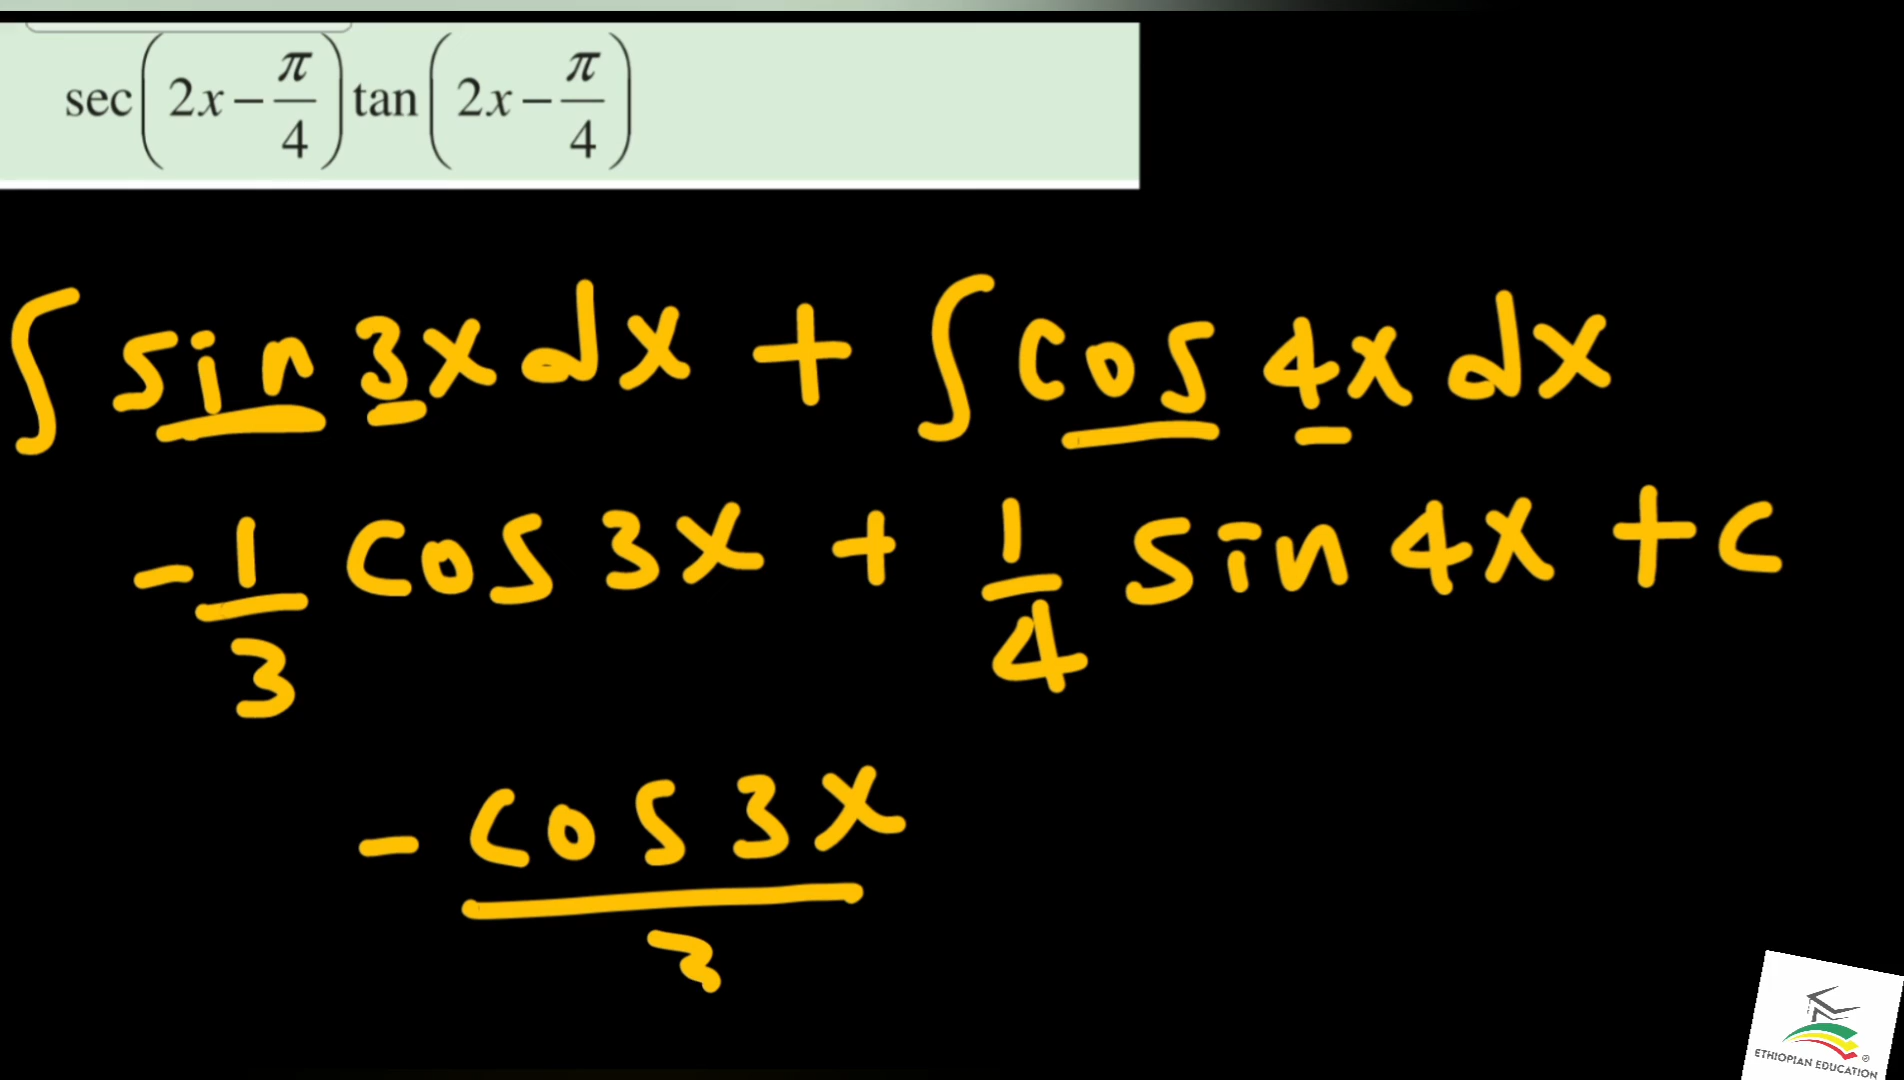 sec(2x − π/4) tan(2x − π/4)
∫ sin 3x dx + ∫ cos 4x dx
-1/3 cos 3x + 1/4 sin 4x + c
- cos 3x / 3
ETHIOPIAN EDUCATION ®